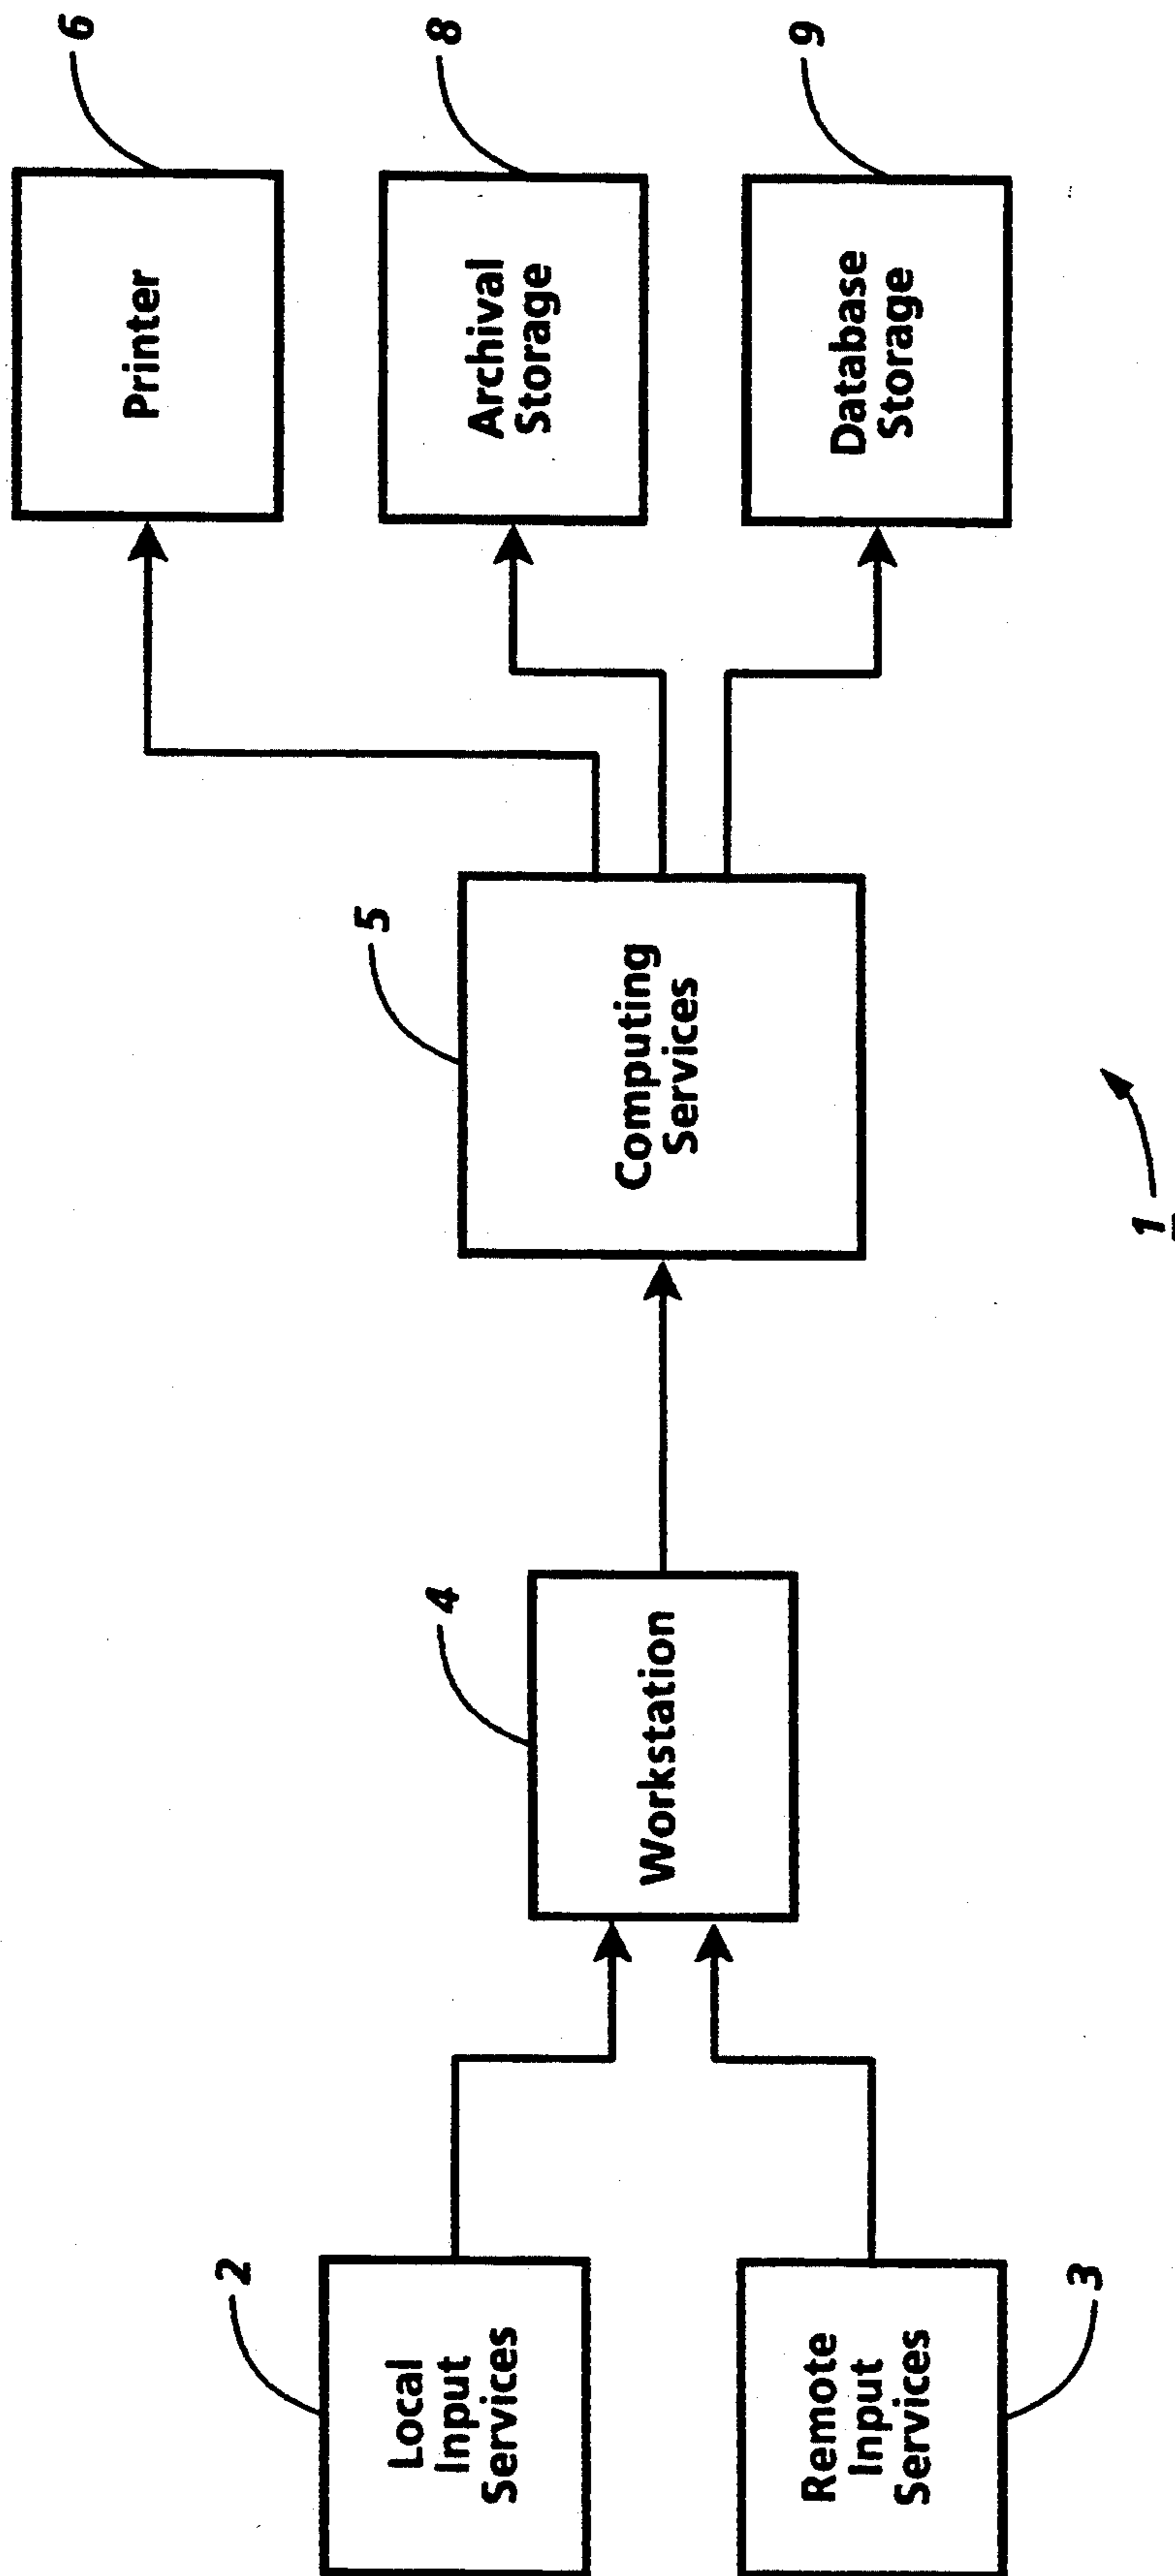 2
Local
Input
Services
Remote
Input
Services
3
4
Workstation
5
Computing
Services
6
Printer
8
Archival
Storage
9
Database
Storage
1